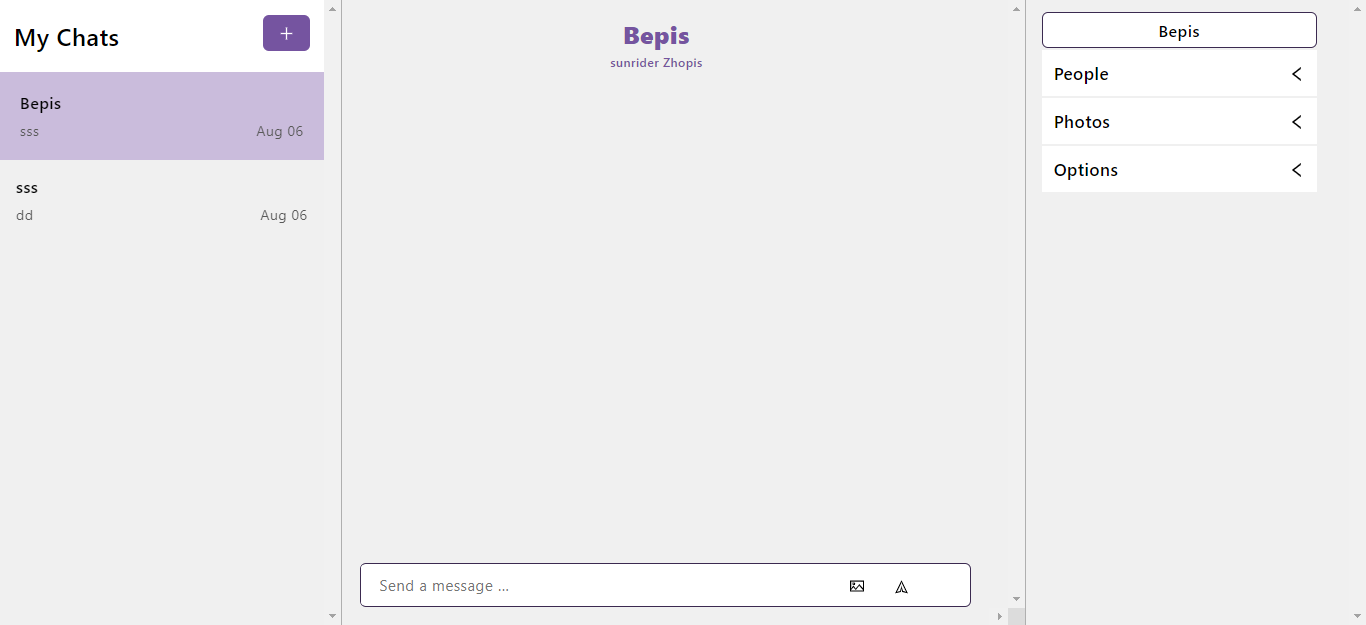 My Chats
+
Bepis
sss
Aug 06
sss
dd
Aug 06
Bepis
sunrider Zhopis
Send a message ...
Bepis
People
Photos
Options